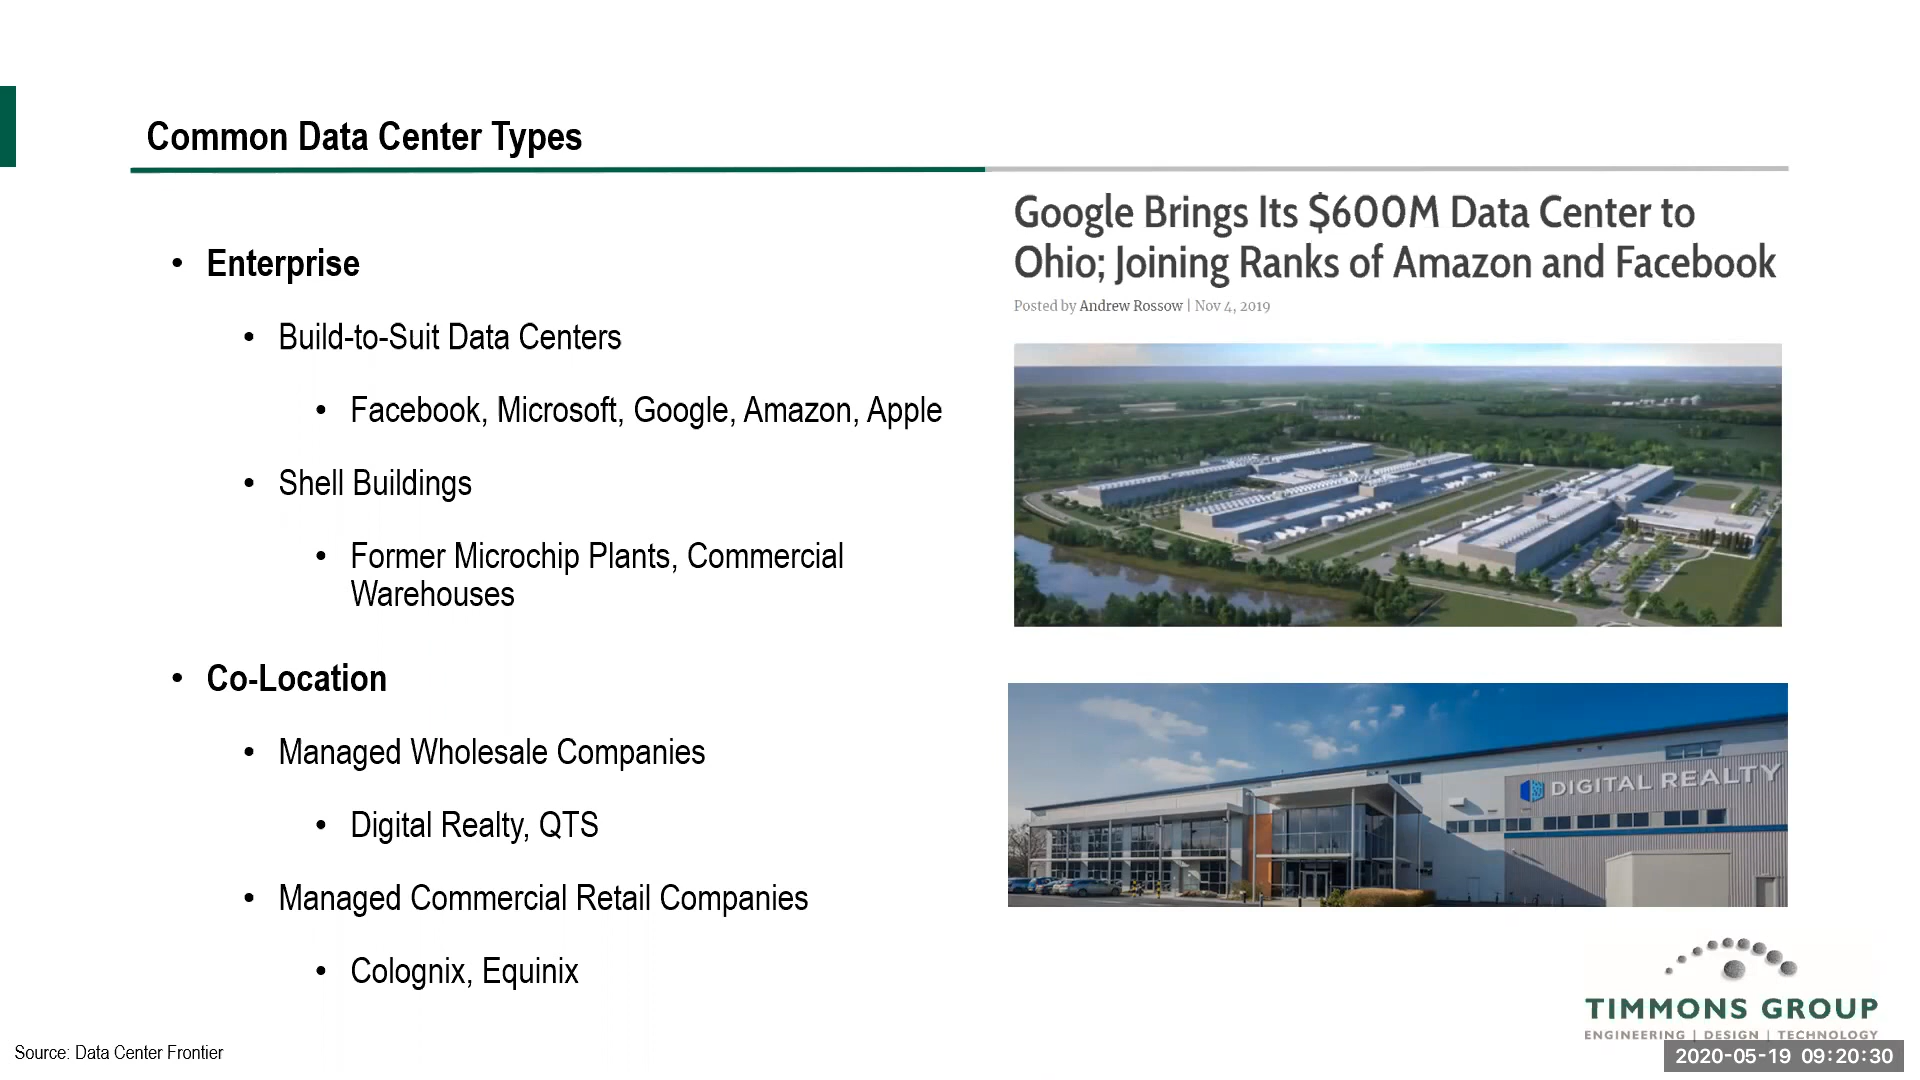 Common Data Center Types
• Enterprise
• Build-to-Suit Data Centers
• Facebook, Microsoft, Google, Amazon, Apple
• Shell Buildings
• Former Microchip Plants, Commercial
Warehouses
• Co-Location
• Managed Wholesale Companies
• Digital Realty, QTS
• Managed Commercial Retail Companies
• Colognix, Equinix
Google Brings Its $600M Data Center to
Ohio; Joining Ranks of Amazon and Facebook
Posted by Andrew Rossow | Nov 4, 2019
DIGITAL REALTY
TIMMONS GROUP
ENGINEERING | DESIGN | TECHNOLOGY
Source: Data Center Frontier
2020-05-19 09:20:30